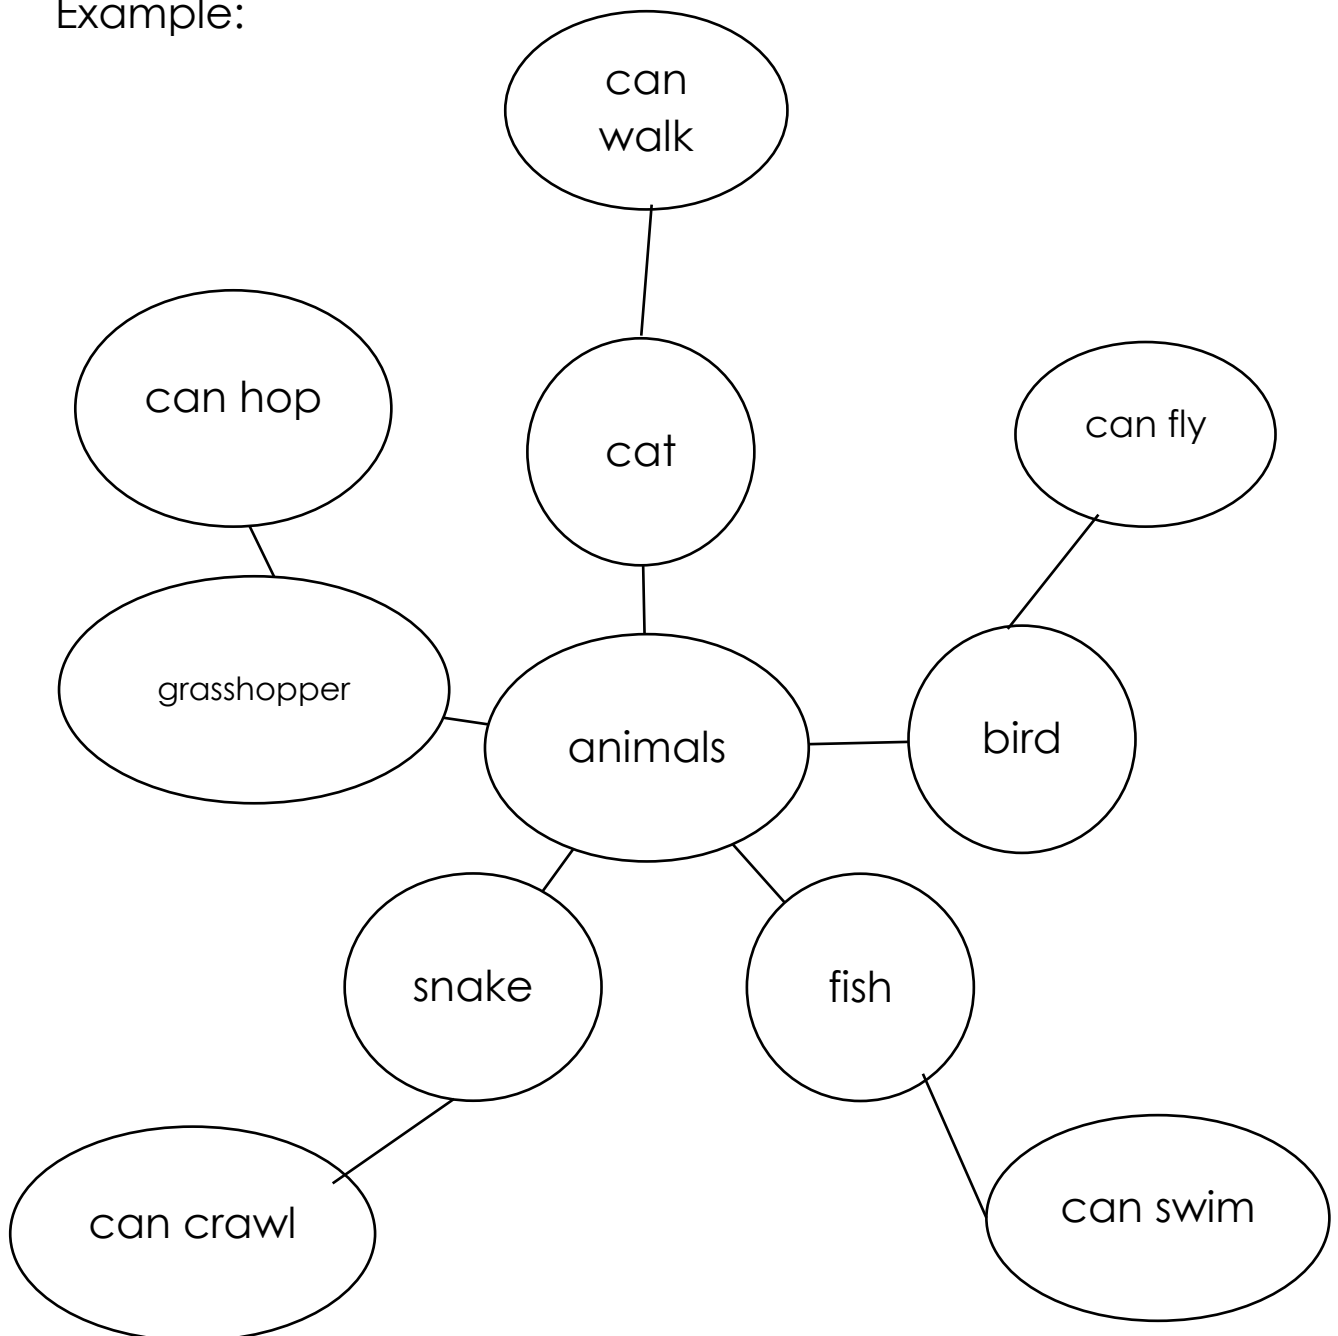 Example:
can
walk
can hop
cat
can fly
grasshopper
animals
bird
snake
fish
can crawl
can swim